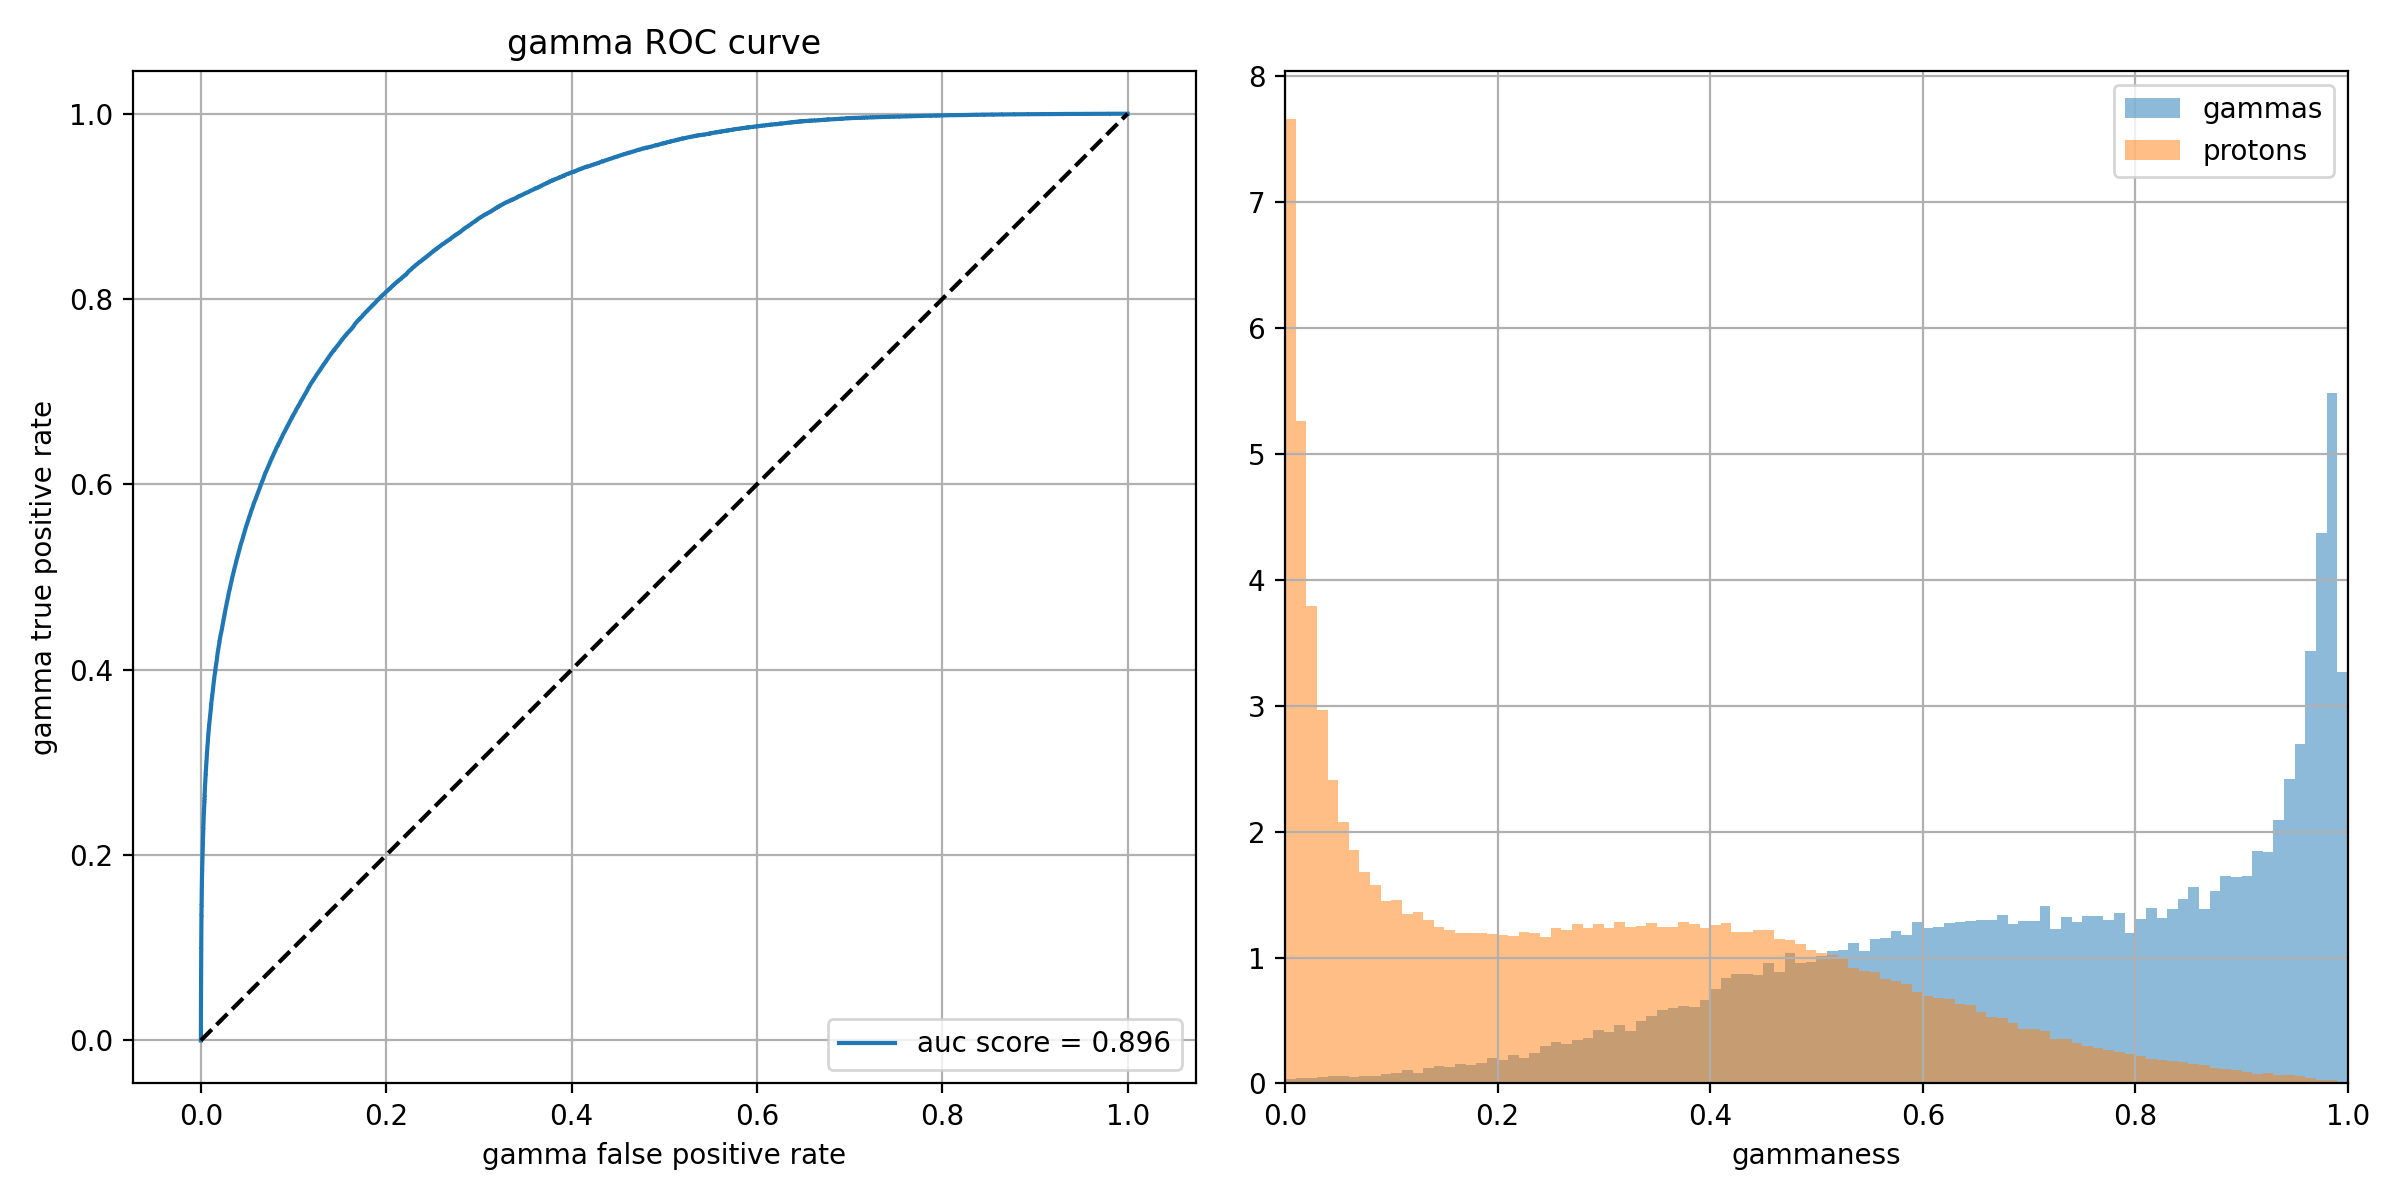 gamma ROC curve
gamma true positive rate
1.0
0.8
0.6
0.4
0.2
0.0
auc score = 0.896
0.0 0.2 0.4 0.6 0.8 1.0
gamma false positive rate
8
7
6
5
4
3
2
1
0
gammas
protons
0.0 0.2 0.4 0.6 0.8 1.0
gammaness